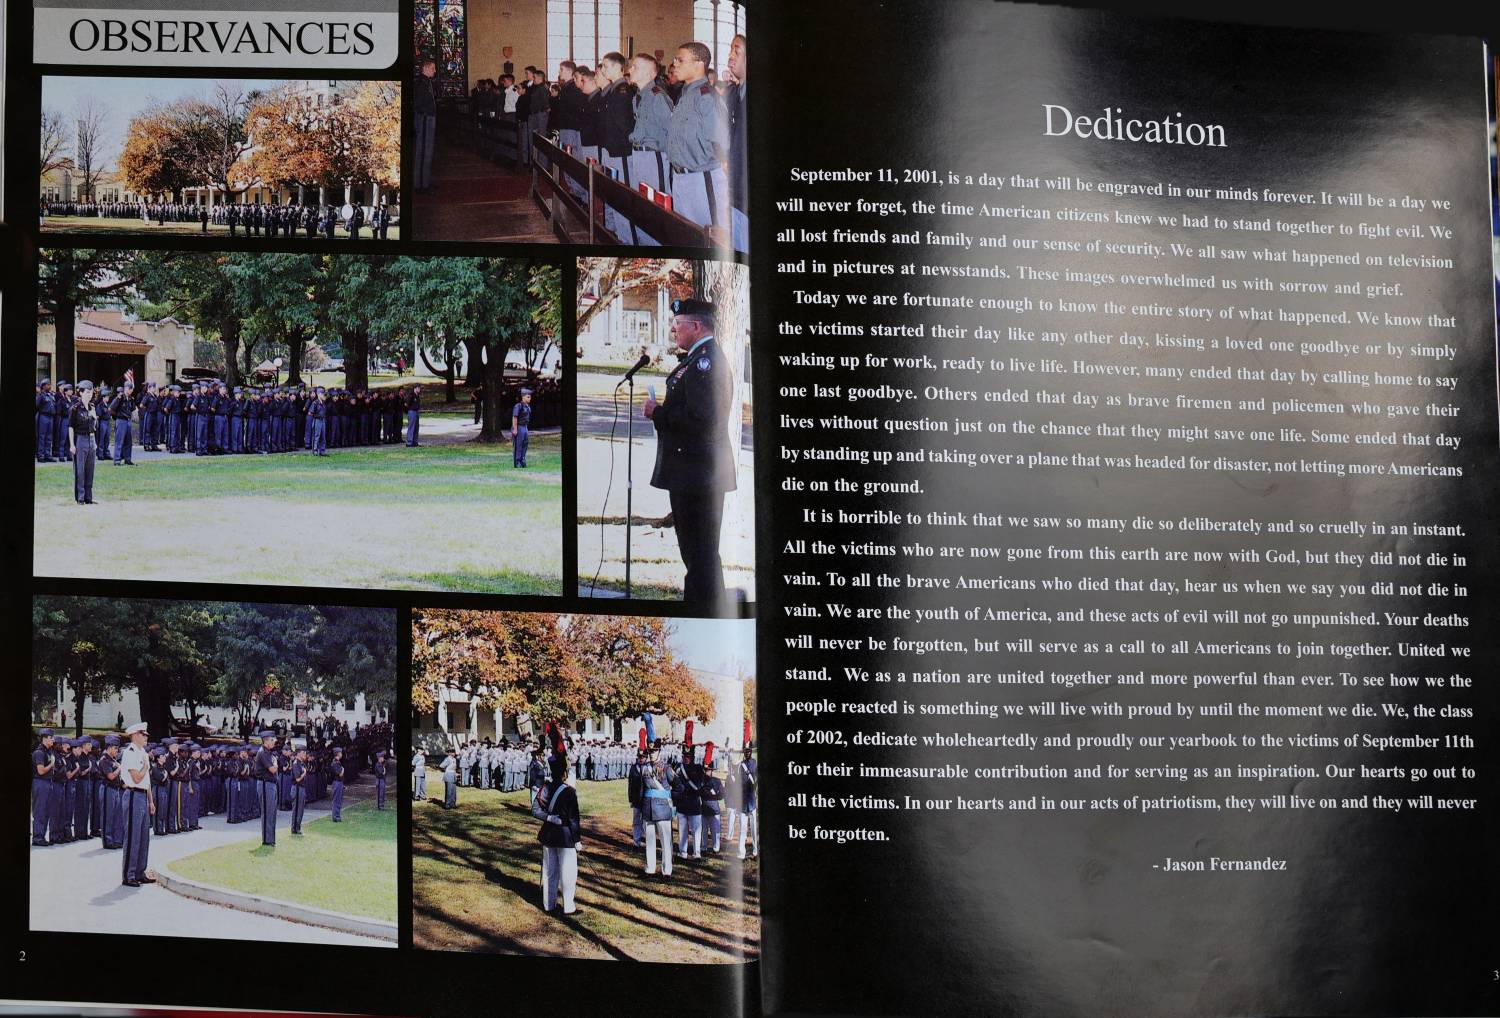 OBSERVANCES
2
Dedication
September 11, 2001, is a day that will be engraved in our minds forever. It will be a day we
will never forget, the time American citizens knew we had to stand together to fight evil. We
all lost friends and family and our sense of security. We all saw what happened on television
and in pictures at newsstands. These images overwhelmed us with sorrow and grief.
Today we are fortunate enough to know the entire story of what happened. We know that
the victims started their day like any other day, kissing a loved one goodbye or by simply
waking up for work, ready to live life. However, many ended that day by calling home to say
one last goodbye. Others ended that day as brave firemen and policemen who gave their
lives without question just on the chance that they might save one life. Some ended that day
by standing up and taking over a plane that was headed for disaster, not letting more Americans
die on the ground.
It is horrible to think that we saw so many die so deliberately and so cruelly in an instant.
All the victims who are now gone from this earth are now with God, but they did not die in
vain. To all the brave Americans who died that day, hear us when we say you did not die in
vain. We are the youth of America, and these acts of evil will not go unpunished. Your deaths
will never be forgotten, but will serve as a call to all Americans to join together. United we
stand. We as a nation are united together and more powerful than ever. To see how we the
people reacted is something we will live with proud by until the moment we die. We, the class
of 2002, dedicate wholeheartedly and proudly our yearbook to the victims of September 11th
for their immeasurable contribution and for serving as an inspiration. Our hearts go out to
all the victims. In our hearts and in our acts of patriotism, they will live on and they will never
be forgotten.
- Jason Fernandez
3